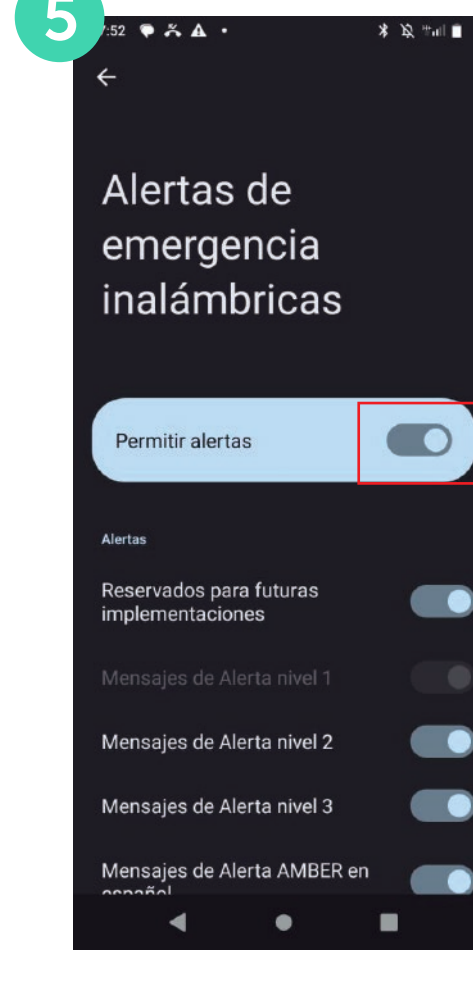 5
:52
Alertas de
emergencia
inalámbricas
Permitir alertas
Alertas
Reservados para futuras
implementaciones
Mensajes de Alerta nivel 1
Mensajes de Alerta nivel 2
Mensajes de Alerta nivel 3
Mensajes de Alerta AMBER en
español